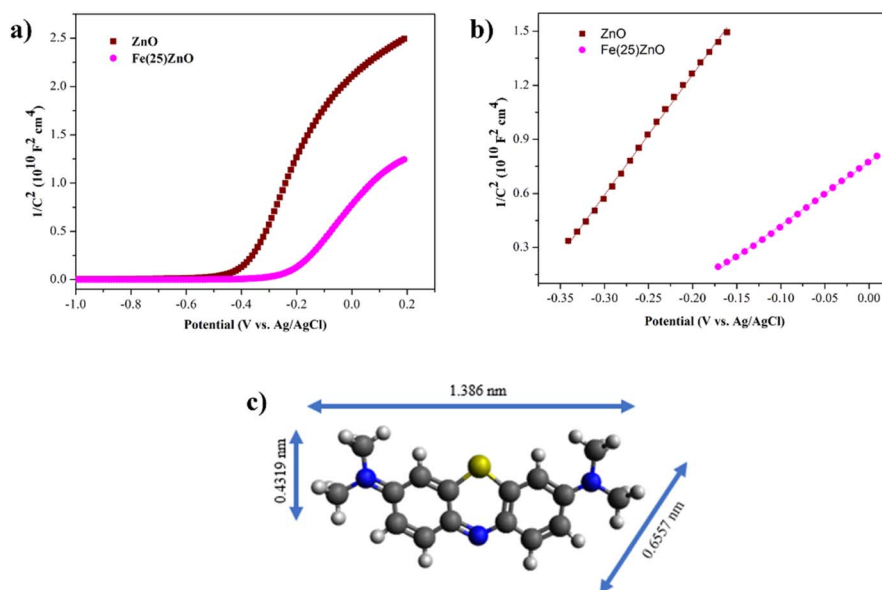 a)
ZnO
Fe(25)ZnO
1/C² (10¹⁰ F² cm⁴)
2.5
2.0
1.5
1.0
0.5
0.0
-1.0 -0.8 -0.6 -0.4 -0.2 0.0 0.2
Potential (V vs. Ag/AgCl)
b)
ZnO
Fe(25)ZnO
1/C² (10¹⁰ F² cm⁴)
1.5
1.2
0.9
0.6
0.3
-0.35 -0.30 -0.25 -0.20 -0.15 -0.10 -0.05 0.00
Potential (V vs. Ag/AgCl)
c)
1.386 nm
0.4319 nm
0.6557 nm